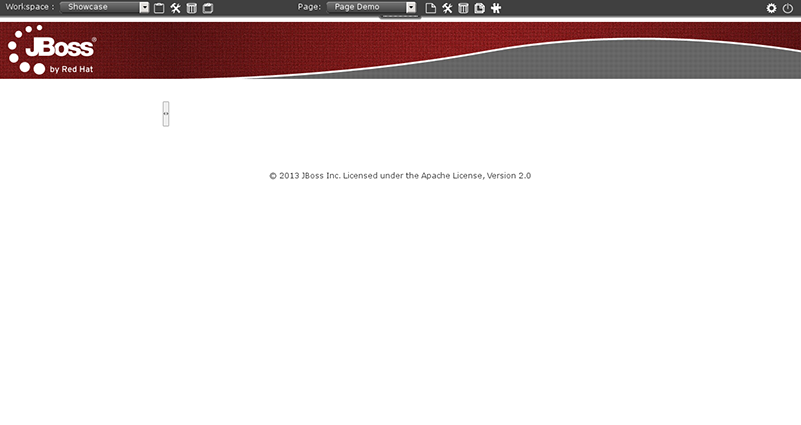 Workspace : Showcase Page: Page Demo
JBoss®
by Red Hat
© 2013 JBoss Inc. Licensed under the Apache License, Version 2.0